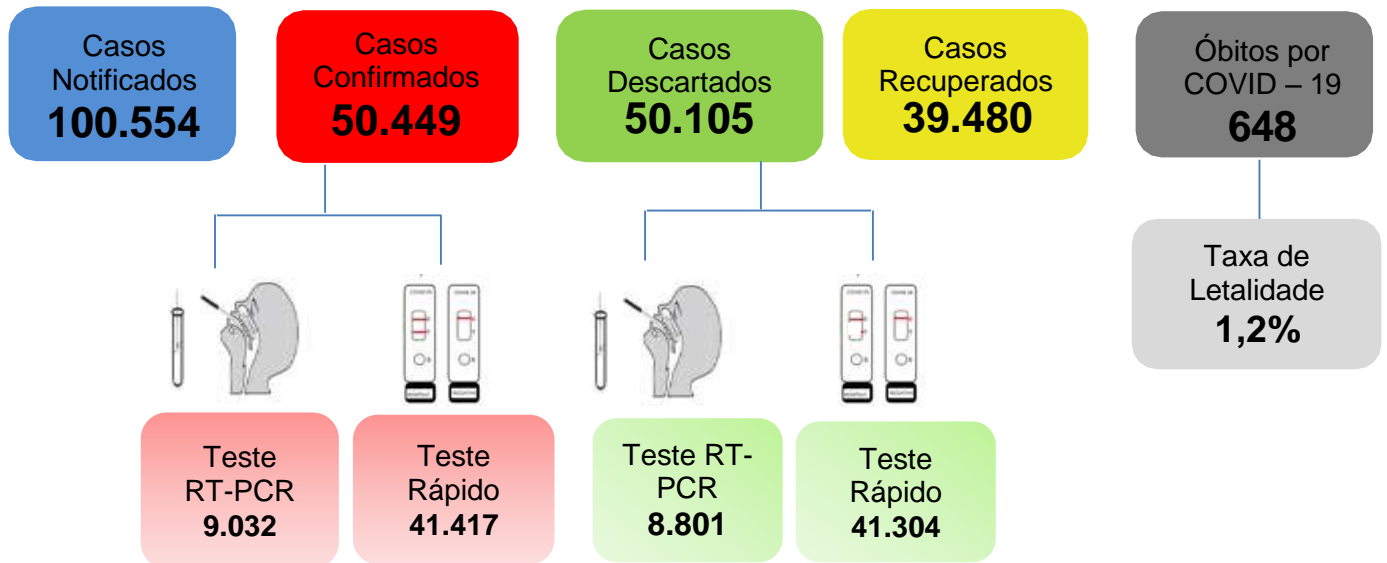 Casos
Notificados
100.554
Casos
Confirmados
50.449
Casos
Descartados
50.105
Casos
Recuperados
39.480
Óbitos por
COVID – 19
648
Taxa de
Letalidade
1,2%
Teste
RT-PCR
9.032
Teste
Rápido
41.417
Teste RT-
PCR
8.801
Teste
Rápido
41.304